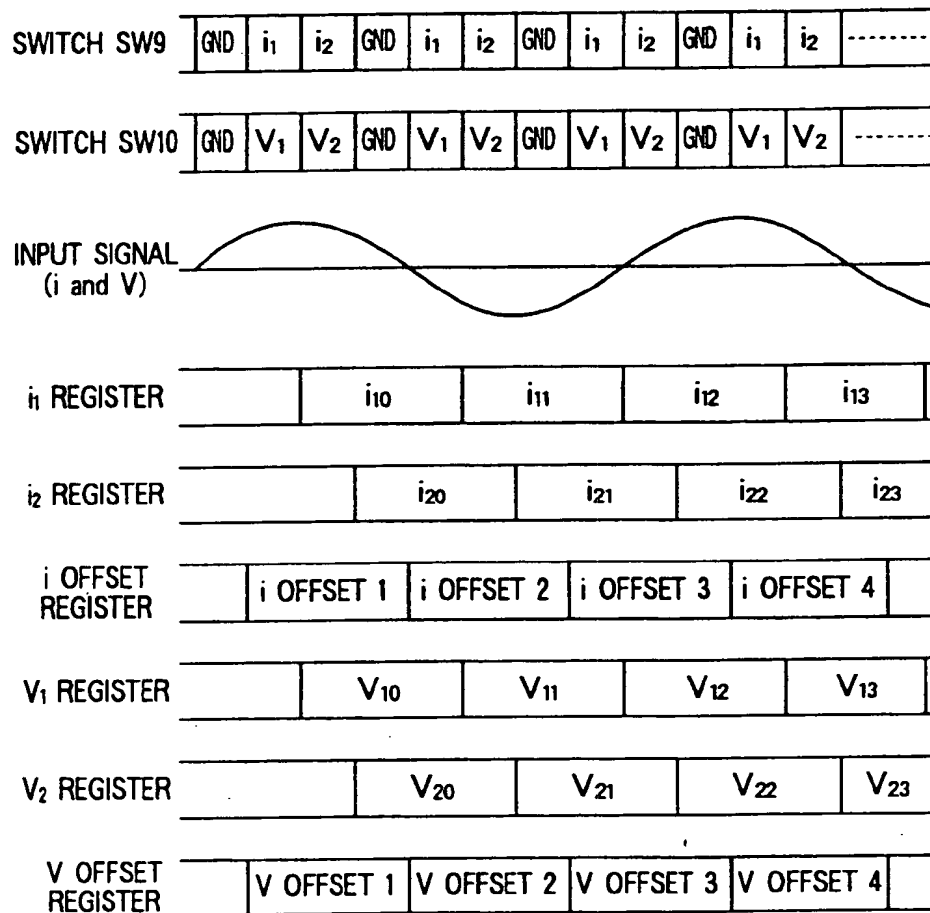 SWITCH SW9 GND i1 i2 GND i1 i2 GND i1 i2 GND i1 i2 --------
SWITCH SW10 GND V1 V2 GND V1 V2 GND V1 V2 GND V1 V2 --------
INPUT SIGNAL
(i and V)
i1 REGISTER i10 i11 i12 i13
i2 REGISTER i20 i21 i22 i23
i OFFSET
REGISTER
i OFFSET 1 i OFFSET 2 i OFFSET 3 i OFFSET 4
V1 REGISTER V10 V11 V12 V13
V2 REGISTER V20 V21 V22 V23
V OFFSET
REGISTER
V OFFSET 1 V OFFSET 2 V OFFSET 3 V OFFSET 4